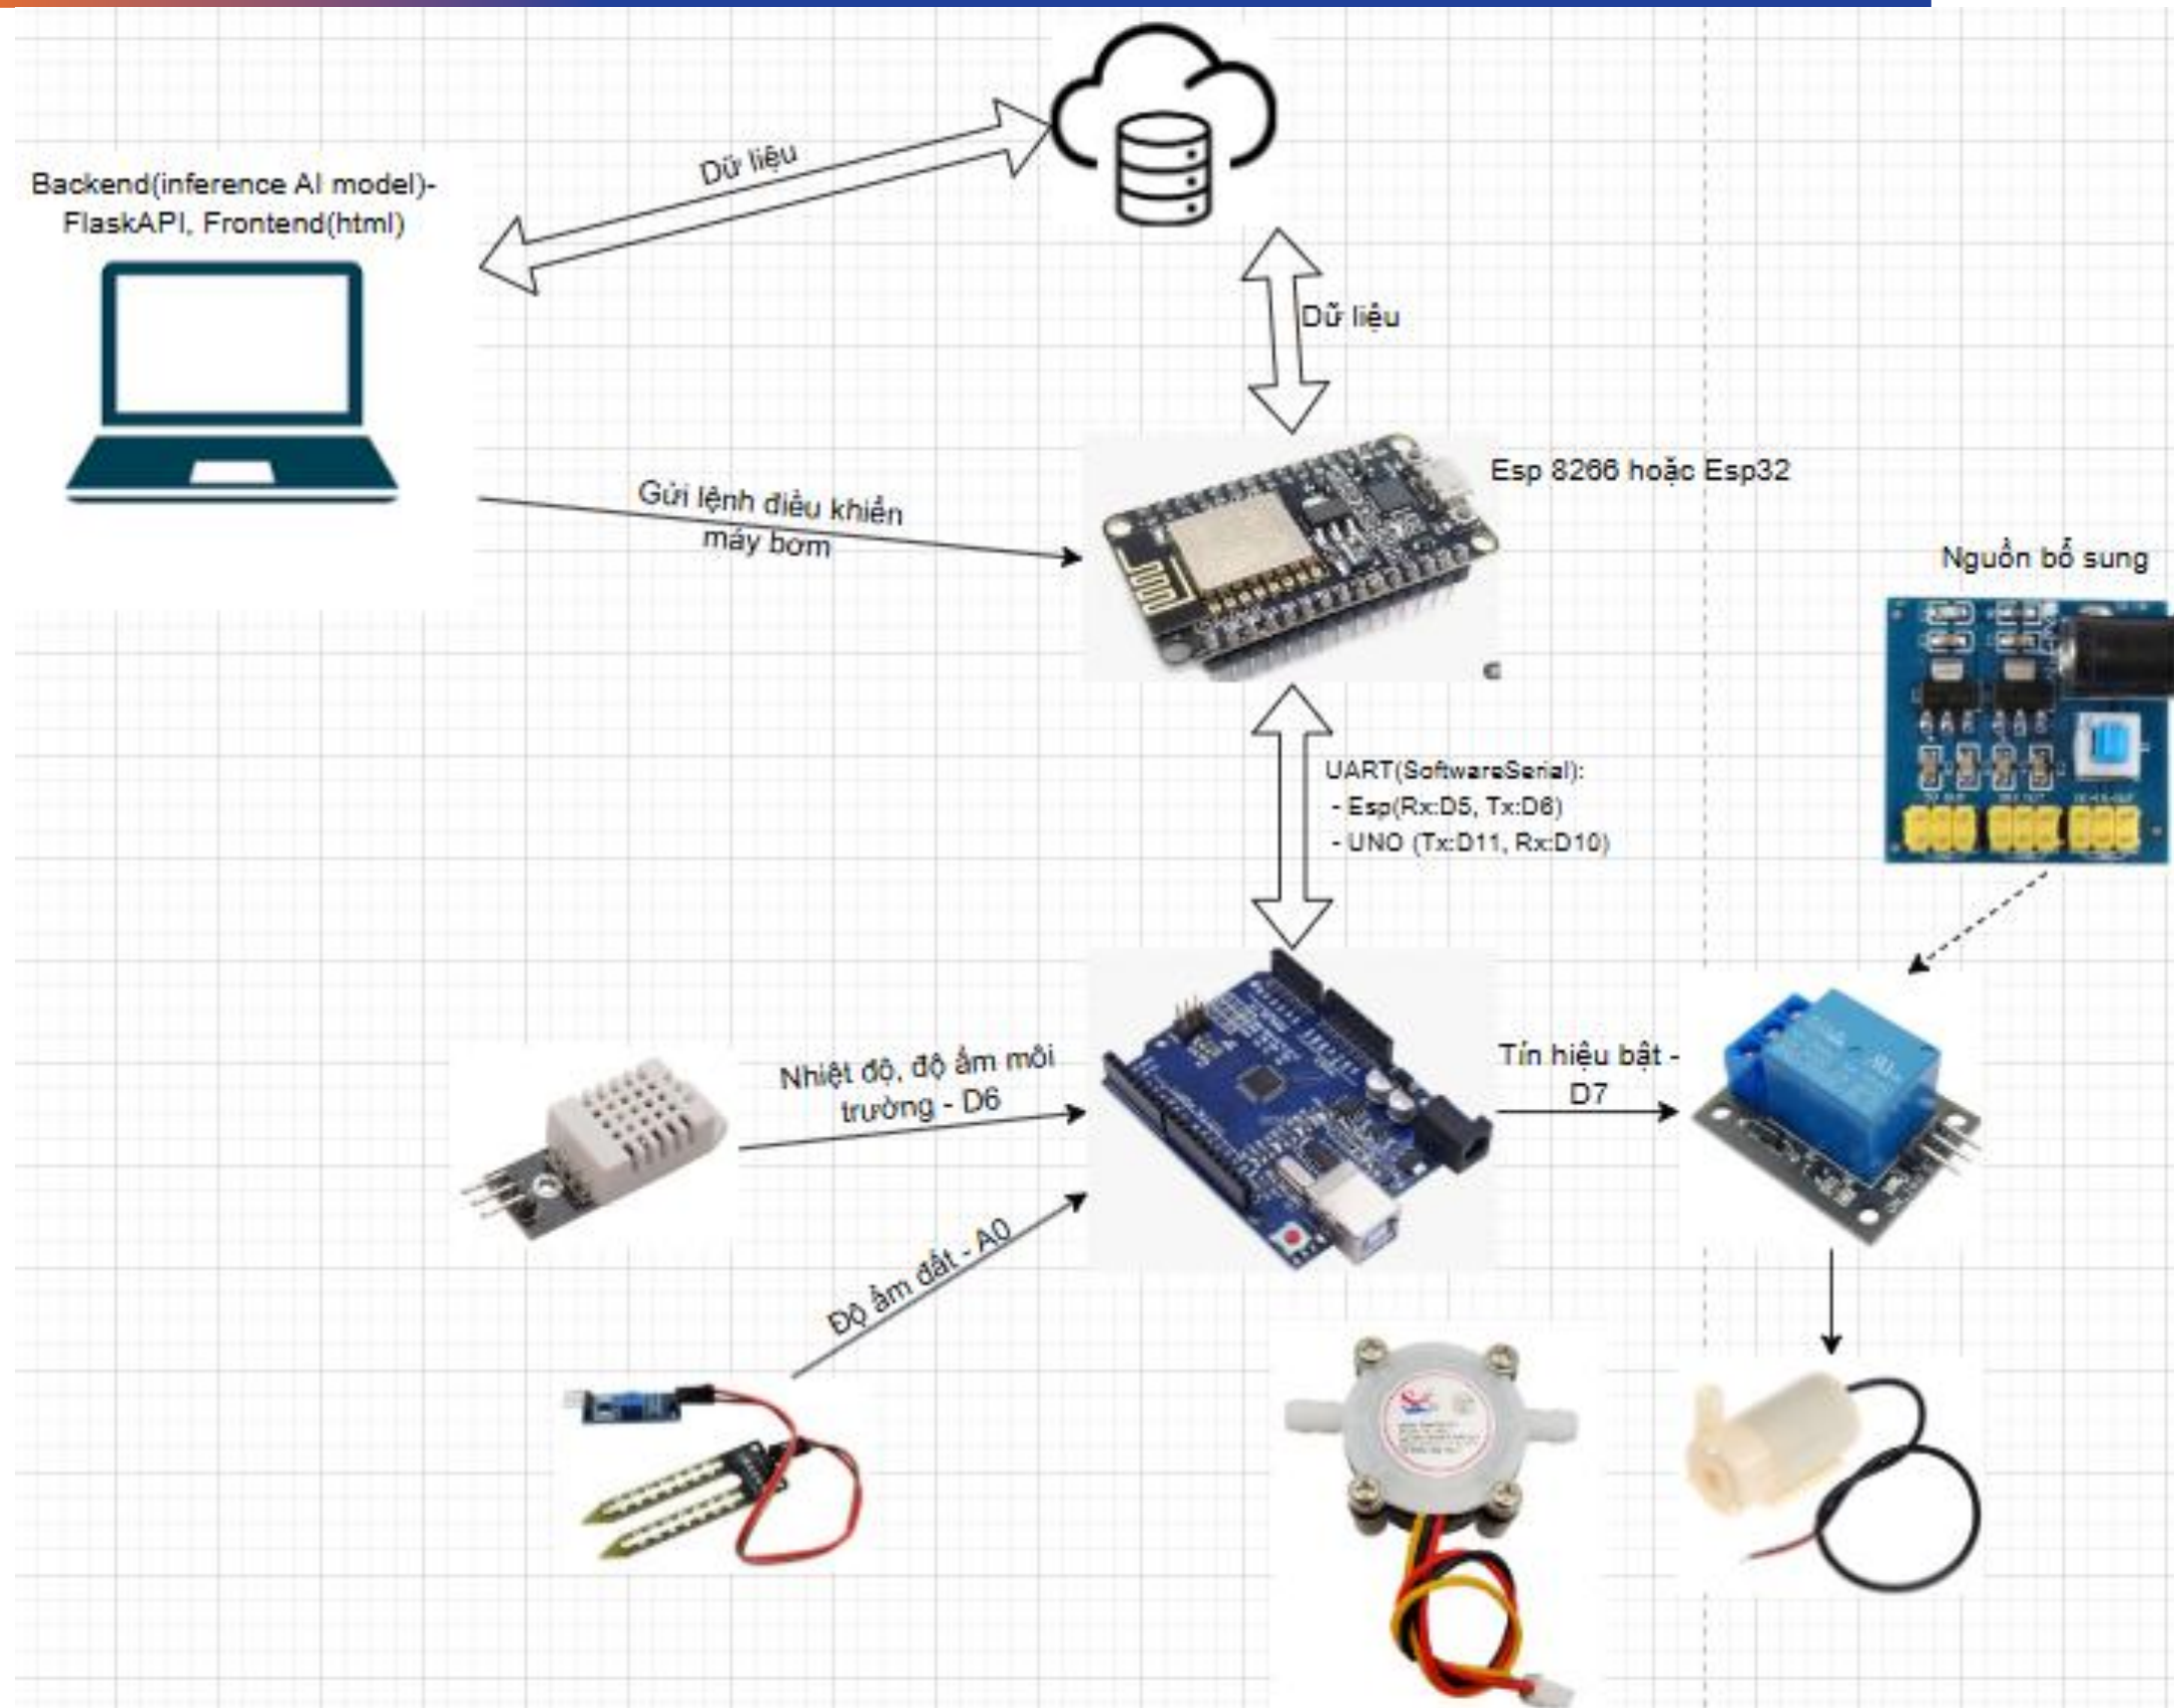 Dữ liệu
Backend(inference AI model)-
FlaskAPI, Frontend(html)
Dữ liệu
Gửi lệnh điều khiển
máy bơm
Esp 8266 hoặc Esp32
Nguồn bổ sung
UART(SoftwareSerial):
- Esp(Rx:D5, Tx:D6)
- UNO (Tx:D11, Rx:D10)
Nhiệt độ, độ ẩm môi
trường - D6
Tín hiệu bật -
D7
Độ ẩm đất - A0